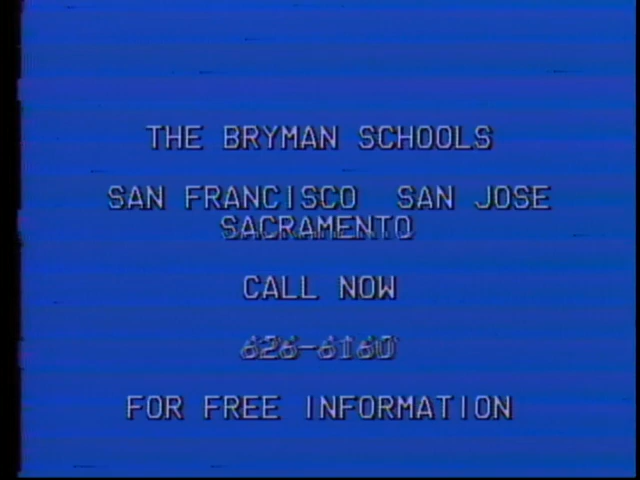 THE BRYMAN SCHOOLS
SAN FRANCISCO SAN JOSE
SACRAMENTO
CALL NOW
626-6160
FOR FREE INFORMATION